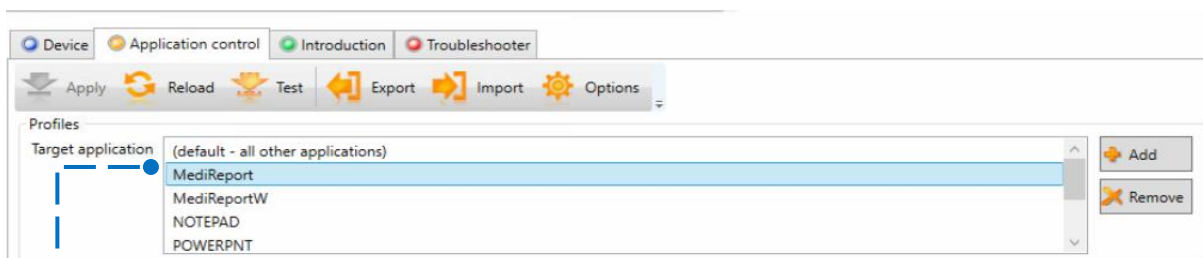 Device Application control Introduction Troubleshooter
Apply Reload Test Export Import Options
Profiles
Target application (default - all other applications) Add
MediReport
MediReportW Remove
NOTEPAD
POWERPNT